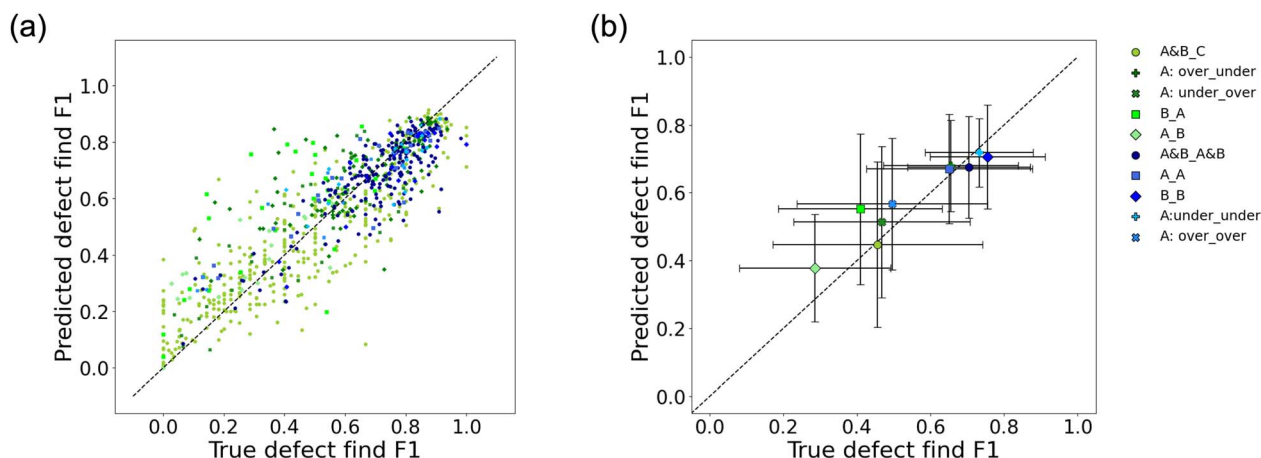 (a)
Predicted defect find F1
1.0
0.8
0.6
0.4
0.2
0.0
0.0 0.2 0.4 0.6 0.8 1.0
True defect find F1
(b)
Predicted defect find F1
1.0
0.8
0.6
0.4
0.2
0.0
0.0 0.2 0.4 0.6 0.8 1.0
True defect find F1
A&B_C
A: over_under
A: under_over
B_A
A_B
A&B_A&B
A_A
B_B
A:under_under
A: over_over